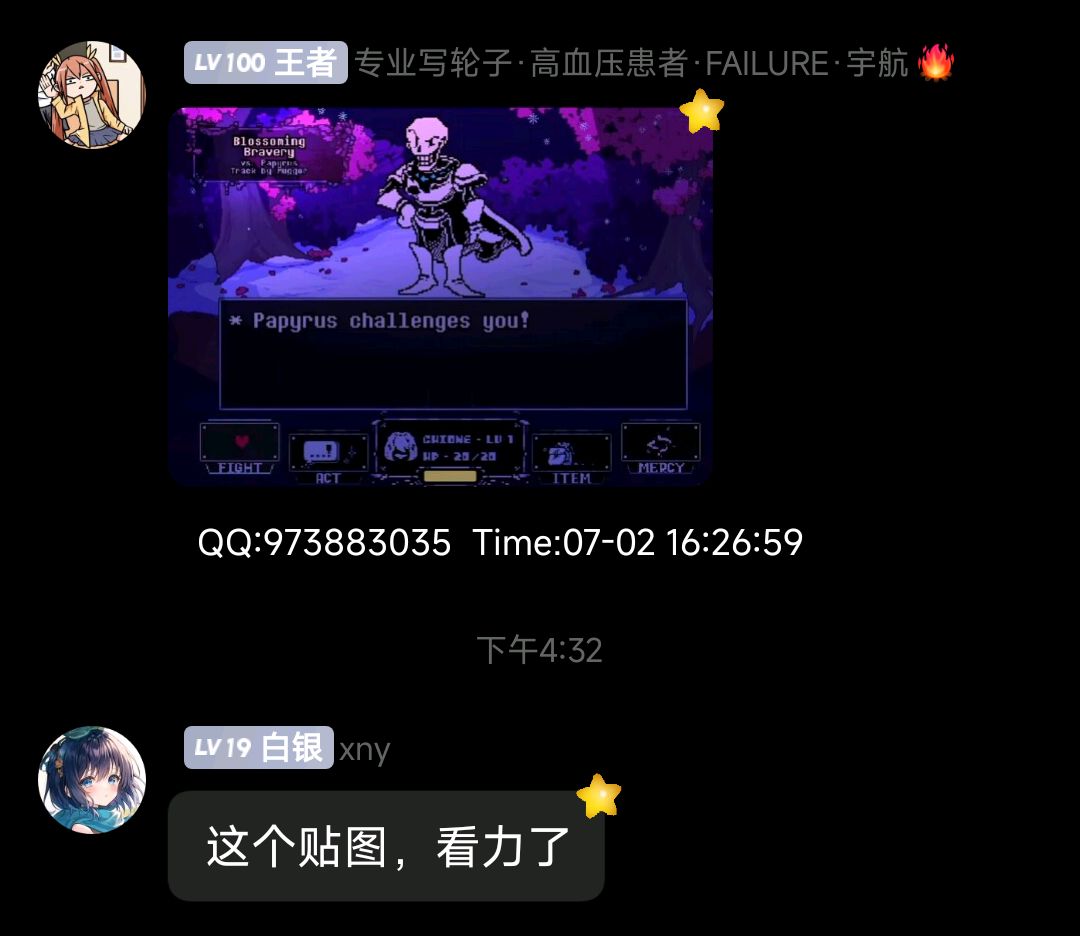 LV100 王者 专业写轮子·高血压患者·FAILURE·宇航
Blossoming
Bravery
vs. Papyrus
Track by Pugger
* Papyrus challenges you!
CHIONE - LV 1
HP - 20/20
FIGHT
ACT
ITEM
MERCY
QQ:973883035 Time:07-02 16:26:59
下午4:32
LV19 白银 xny
这个贴图，看力了